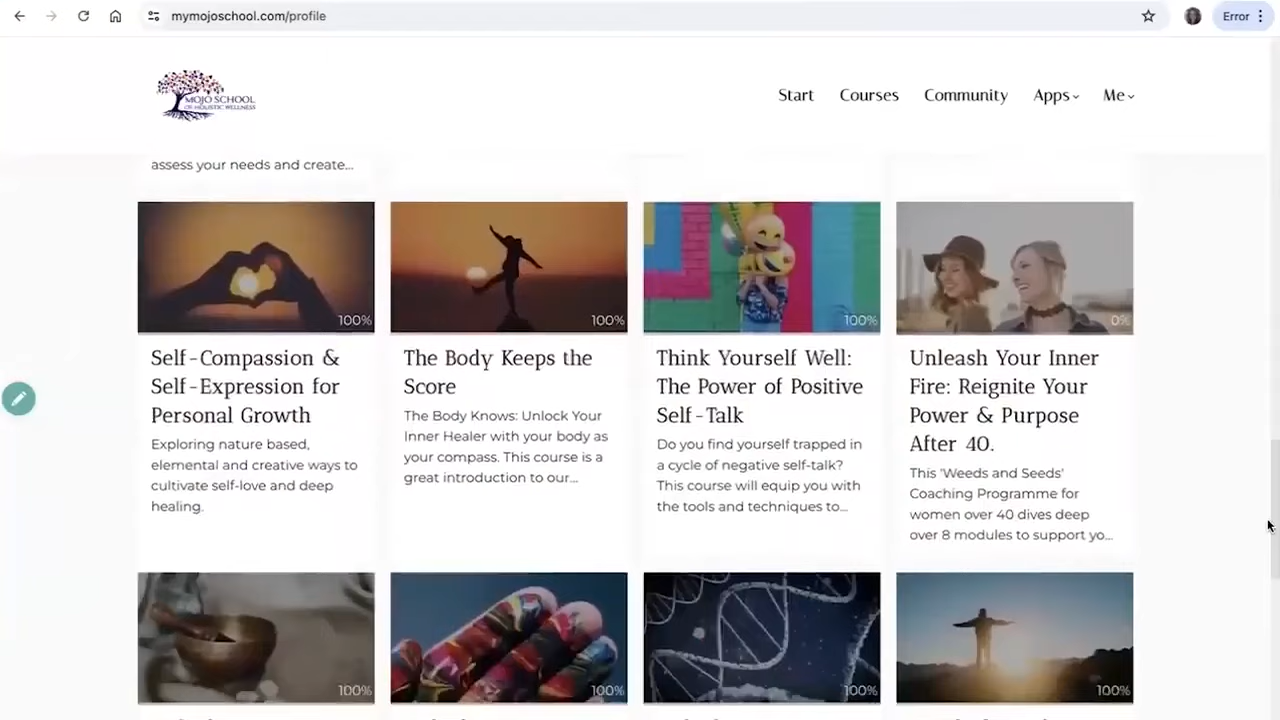 mymojoschool.com/profile
Error
MOJO SCHOOL
OF HOLISTIC WELLNESS
Start
Courses
Community
Apps
Me
assess your needs and create...
100%
100%
100%
0%
Self-Compassion &
Self-Expression for
Personal Growth
Exploring nature based,
elemental and creative ways to
cultivate self-love and deep
healing.
The Body Keeps the
Score
The Body Knows: Unlock Your
Inner Healer with your body as
your compass. This course is a
great introduction to our...
Think Yourself Well:
The Power of Positive
Self-Talk
Do you find yourself trapped in
a cycle of negative self-talk?
This course will equip you with
the tools and techniques to...
Unleash Your Inner
Fire: Reignite Your
Power & Purpose
After 40.
This 'Weeds and Seeds'
Coaching Programme for
women over 40 dives deep
over 8 modules to support yo...
100%
100%
100%
100%